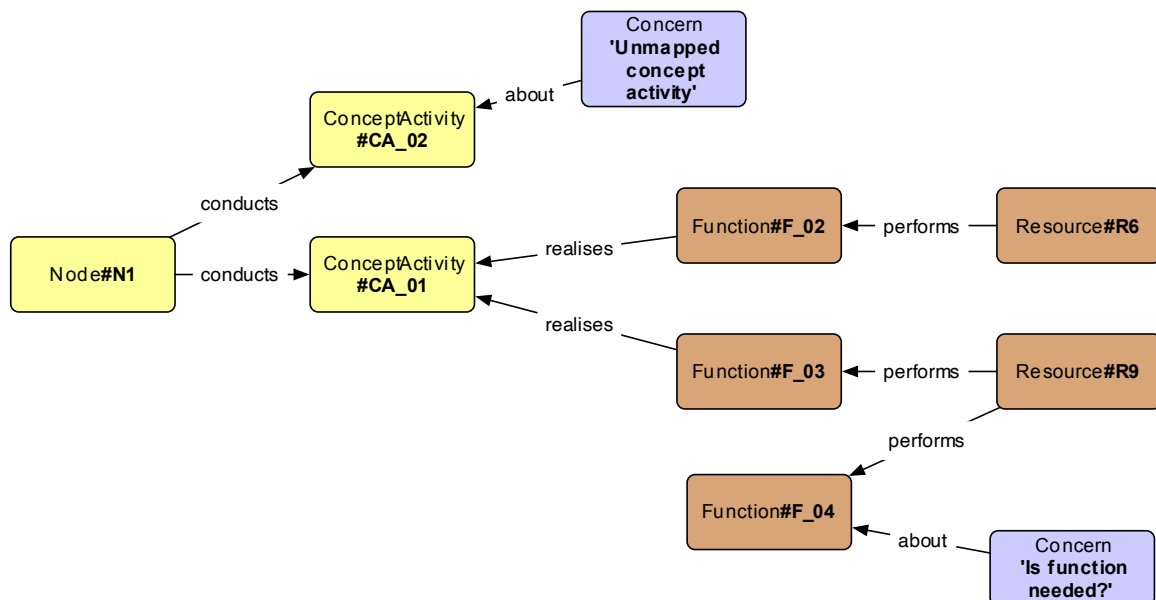 Concern
'Unmapped
concept
activity'
about
ConceptActivity
#CA_02
conducts
Function#F_02
performs
Resource#R6
realises
ConceptActivity
#CA_01
Node#N1
conducts
realises
Function#F_03
performs
Resource#R9
performs
Function#F_04
about
Concern
'Is function
needed?'